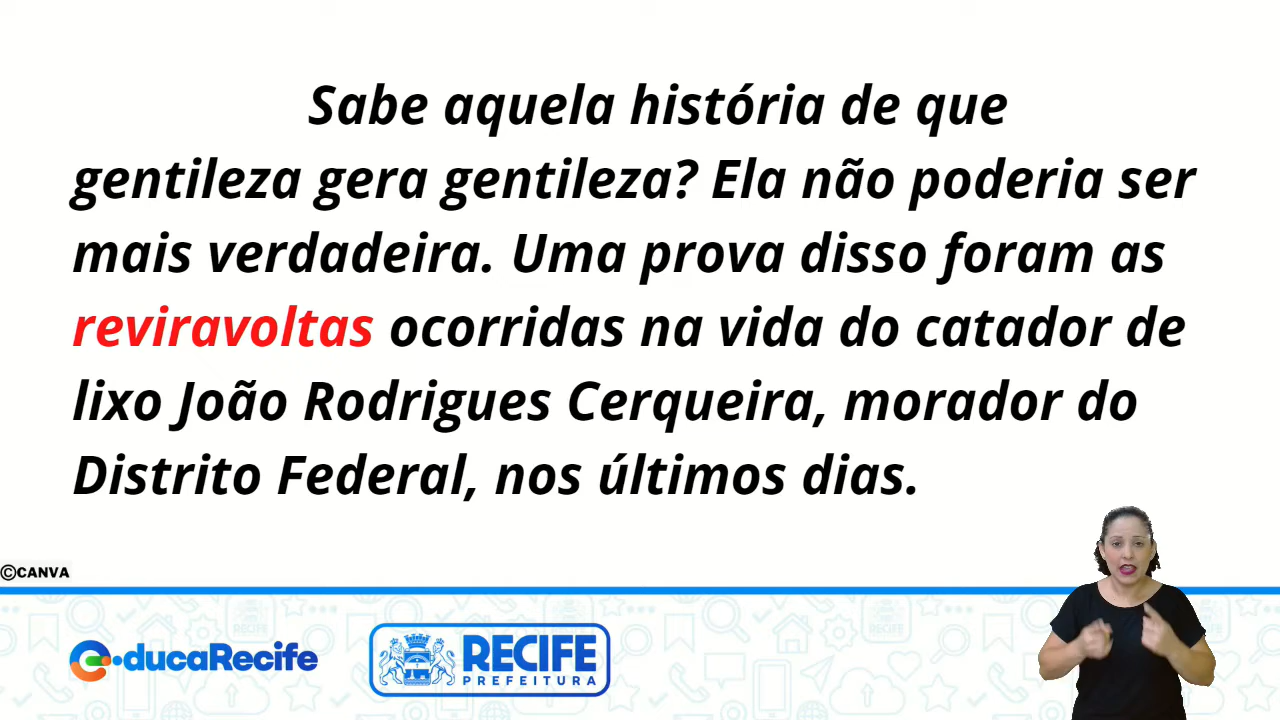 Sabe aquela história de que
gentileza gera gentileza? Ela não poderia ser
mais verdadeira. Uma prova disso foram as
reviravoltas ocorridas na vida do catador de
lixo João Rodrigues Cerqueira, morador do
Distrito Federal, nos últimos dias.
©CANVA
educaRecife
RECIFE
PREFEITURA